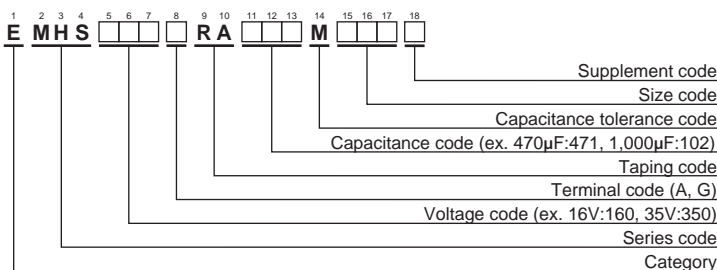 1 2 3 4 5 6 7 8 9 10 11 12 13 14 15 16 17 18
E M H S □□□ □ R A □□□ M □□□ □
Supplement code
Size code
Capacitance tolerance code
Capacitance code (ex. 470μF:471, 1,000μF:102)
Taping code
Terminal code (A, G)
Voltage code (ex. 16V:160, 35V:350)
Series code
Category